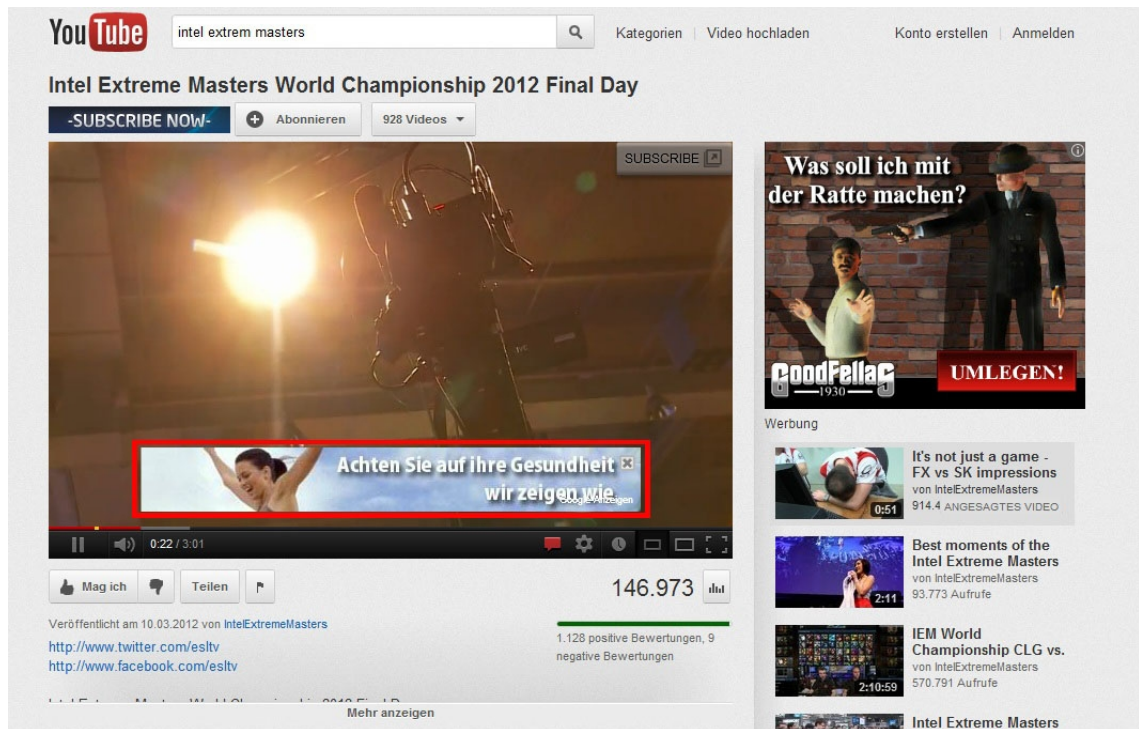 You Tube
intel extrem masters
Kategorien | Video hochladen
Konto erstellen | Anmelden
Intel Extreme Masters World Championship 2012 Final Day
-SUBSCRIBE NOW-
Abonnieren
928 Videos
SUBSCRIBE
Achten Sie auf ihre Gesundheit
wir zeigen wie
Google-Anzeigen
0:22 / 3:01
Mag ich
Teilen
146.973
Veröffentlicht am 10.03.2012 von IntelExtremeMasters
http://www.twitter.com/esltv
http://www.facebook.com/esltv
1.128 positive Bewertungen, 9
negative Bewertungen
Mehr anzeigen
Was soll ich mit
der Ratte machen?
GoodFellaS
1930
UMLEGEN!
Werbung
0:51
It's not just a game -
FX vs SK impressions
von IntelExtremeMasters
914.4 ANGESAGTES VIDEO
2:11
Best moments of the
Intel Extreme Masters
von IntelExtremeMasters
93.773 Aufrufe
2:10:59
IEM World
Championship CLG vs.
von IntelExtremeMasters
570.791 Aufrufe
Intel Extreme Masters